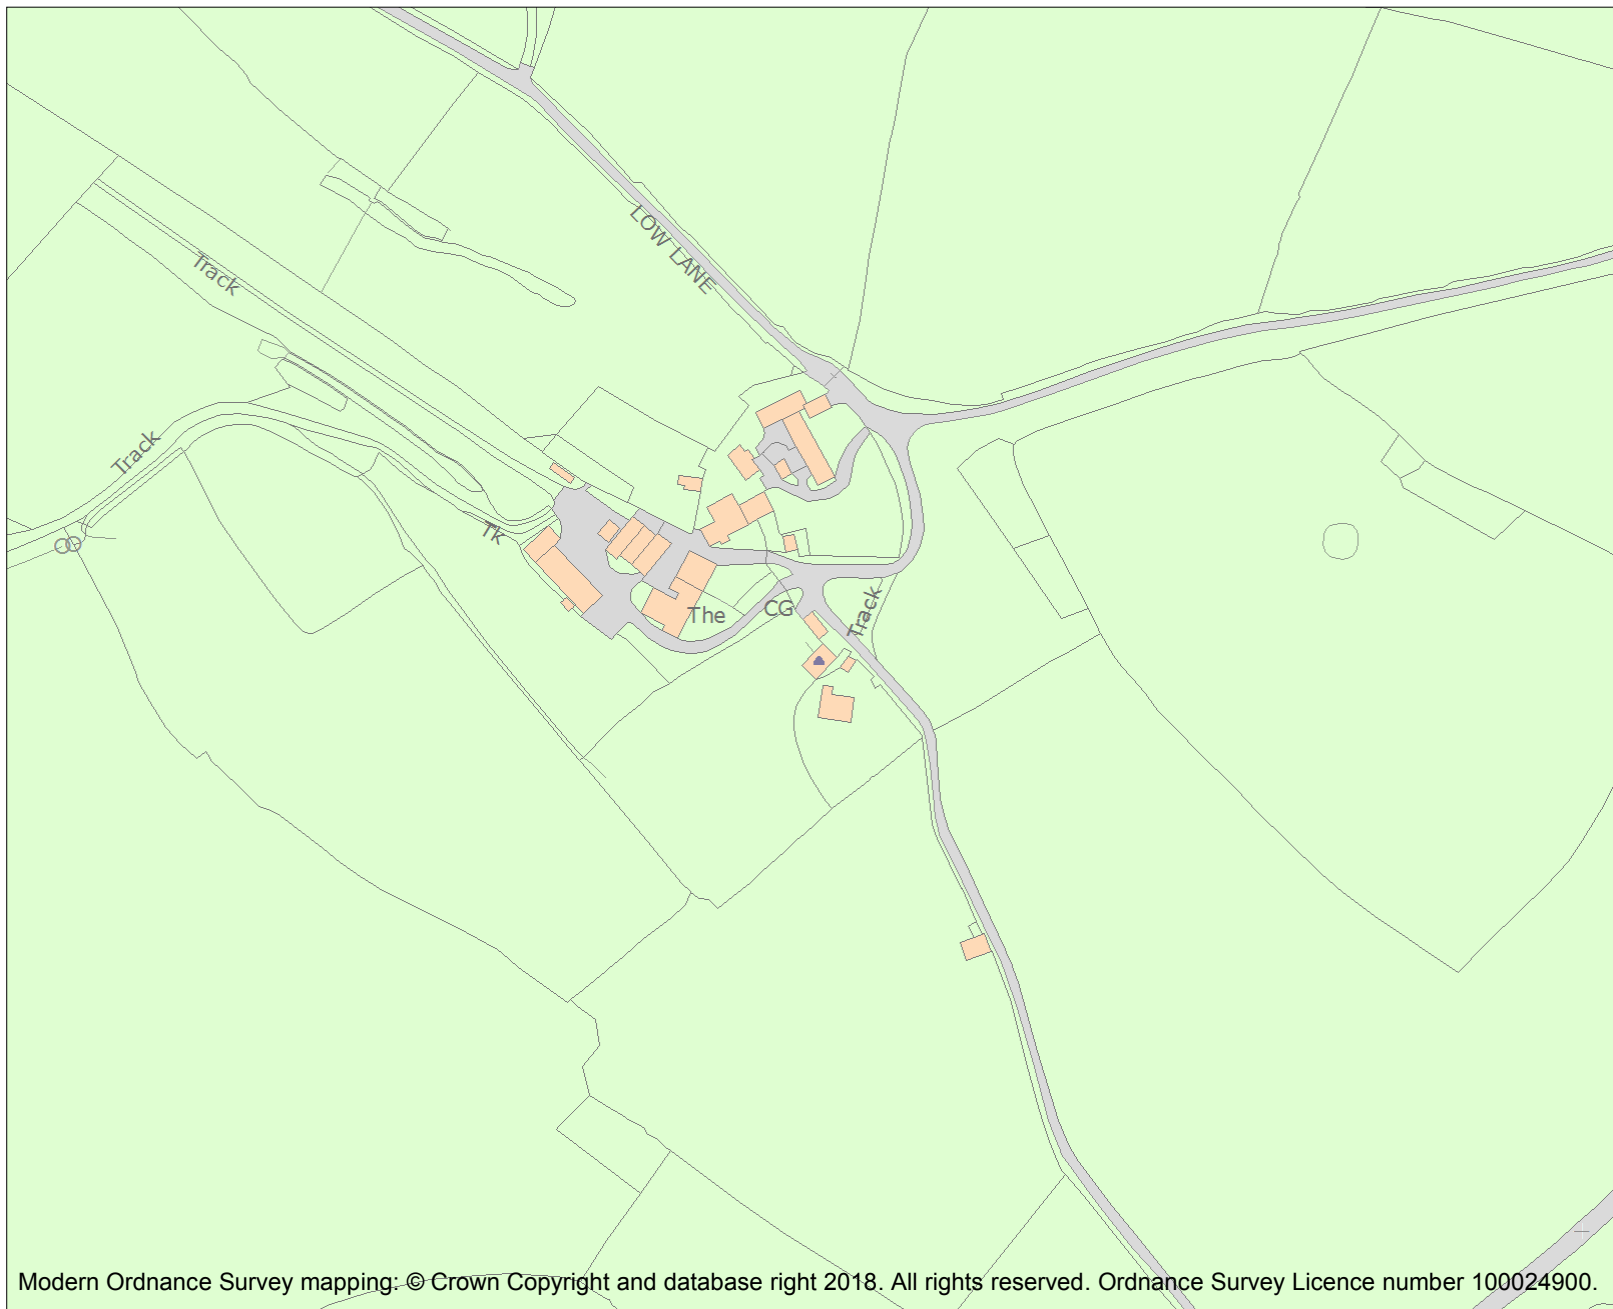 LOW LANE
Track
Track
Tk
The
CG
Track
Modern Ordnance Survey mapping: © Crown Copyright and database right 2018. All rights reserved. Ordnance Survey Licence number 100024900.